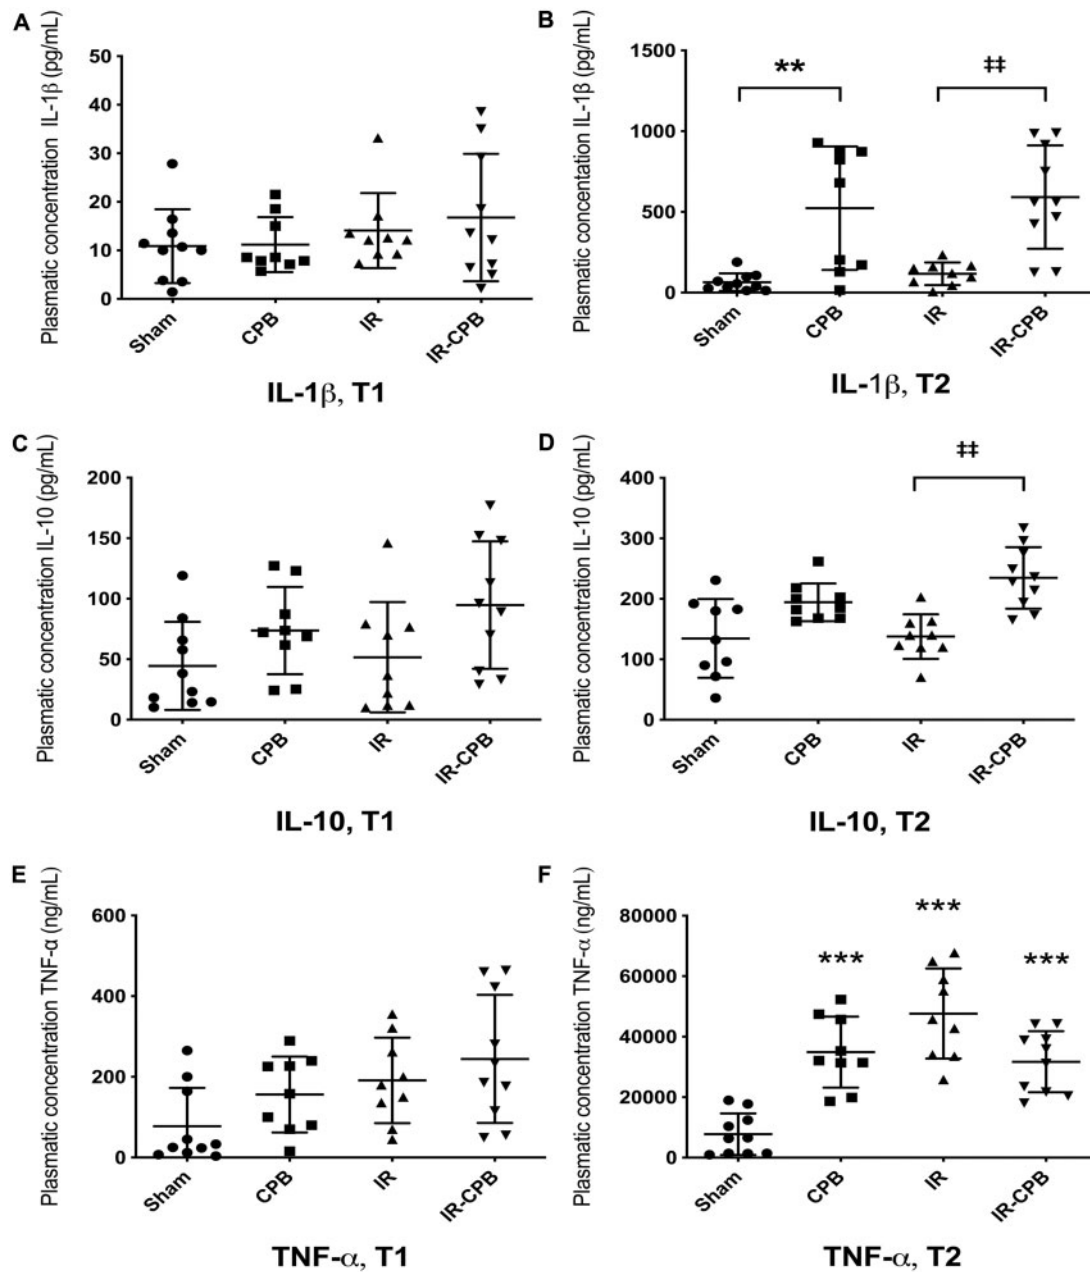 A
Plasmatic concentration IL-1β (pg/mL)
50
40
30
20
10
0
Sham
CPB
IR
IR-CPB
IL-1β, T1
B
Plasmatic concentation IL-1β (pg/mL)
1500
1000
500
0
**
‡‡
Sham
CPB
IR
IR-CPB
IL-1β, T2
C
Plasmatic concentration IL-10 (pg/mL)
200
150
100
50
0
Sham
CPB
IR
IR-CPB
IL-10, T1
D
Plasmatic concentration IL-10 (pg/mL)
400
300
200
100
0
‡‡
Sham
CPB
IR
IR-CPB
IL-10, T2
E
Plasmatic concentration TNF-α (ng/mL)
600
400
200
0
Sham
CPB
IR
IR-CPB
TNF-α, T1
F
Plasmatic concentration TNF-α (ng/mL)
80000
60000
40000
20000
0
***
***
***
Sham
CPB
IR
IR-CPB
TNF-α, T2